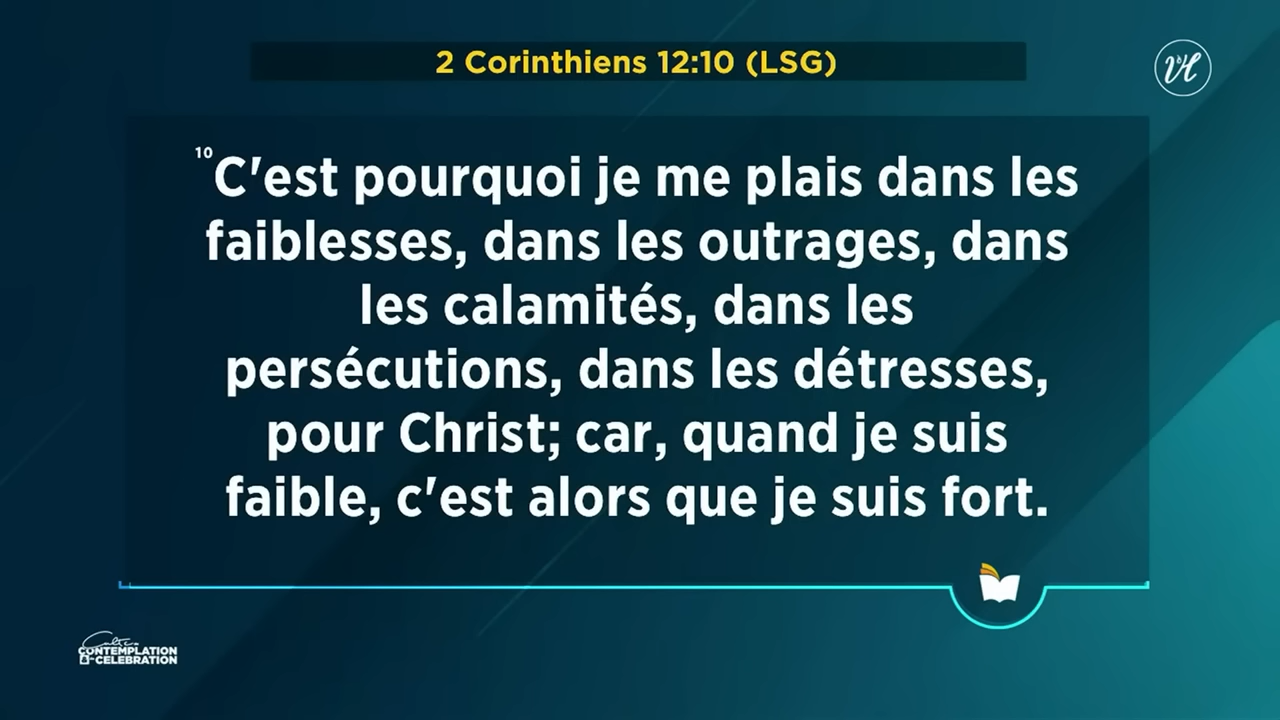 2 Corinthiens 12:10 (LSG)
10 C'est pourquoi je me plais dans les
faiblesses, dans les outrages, dans
les calamités, dans les
persécutions, dans les détresses,
pour Christ; car, quand je suis
faible, c'est alors que je suis fort.
Culte
CONTEMPLATION
CELEBRATION